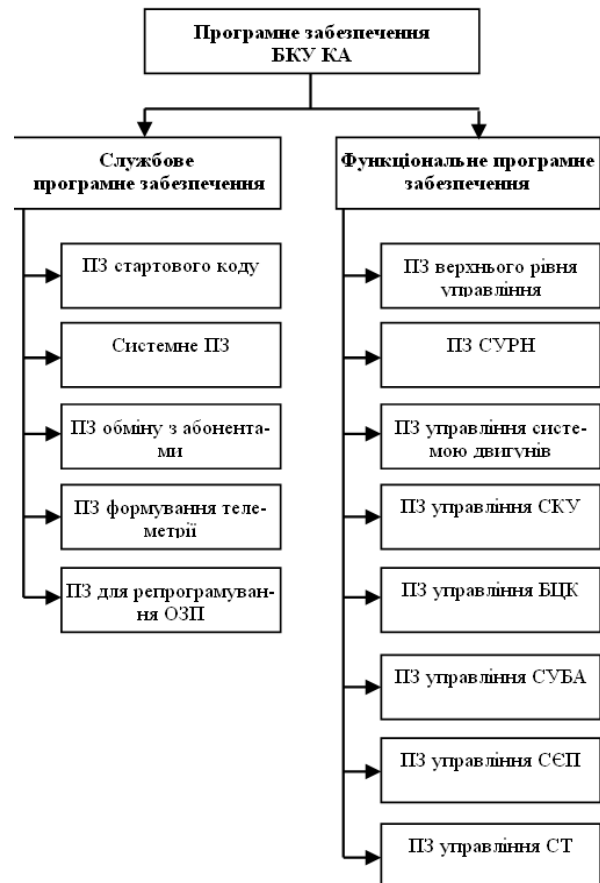 Програмне забезпечення
БКУ КА
Службове
програмне забезпечення
ПЗ стартового коду
Системне ПЗ
ПЗ обміну з абонента-
ми
ПЗ формування теле-
метрії
ПЗ для репрограмуван-
ня ОЗП
Функціональне програмне
забезпечення
ПЗ верхнього рівня
управління
ПЗ СУРН
ПЗ управління систе-
мою двигунів
ПЗ управління СКУ
ПЗ управління БЦК
ПЗ управління СУБА
ПЗ управління СЄП
ПЗ управління СТ